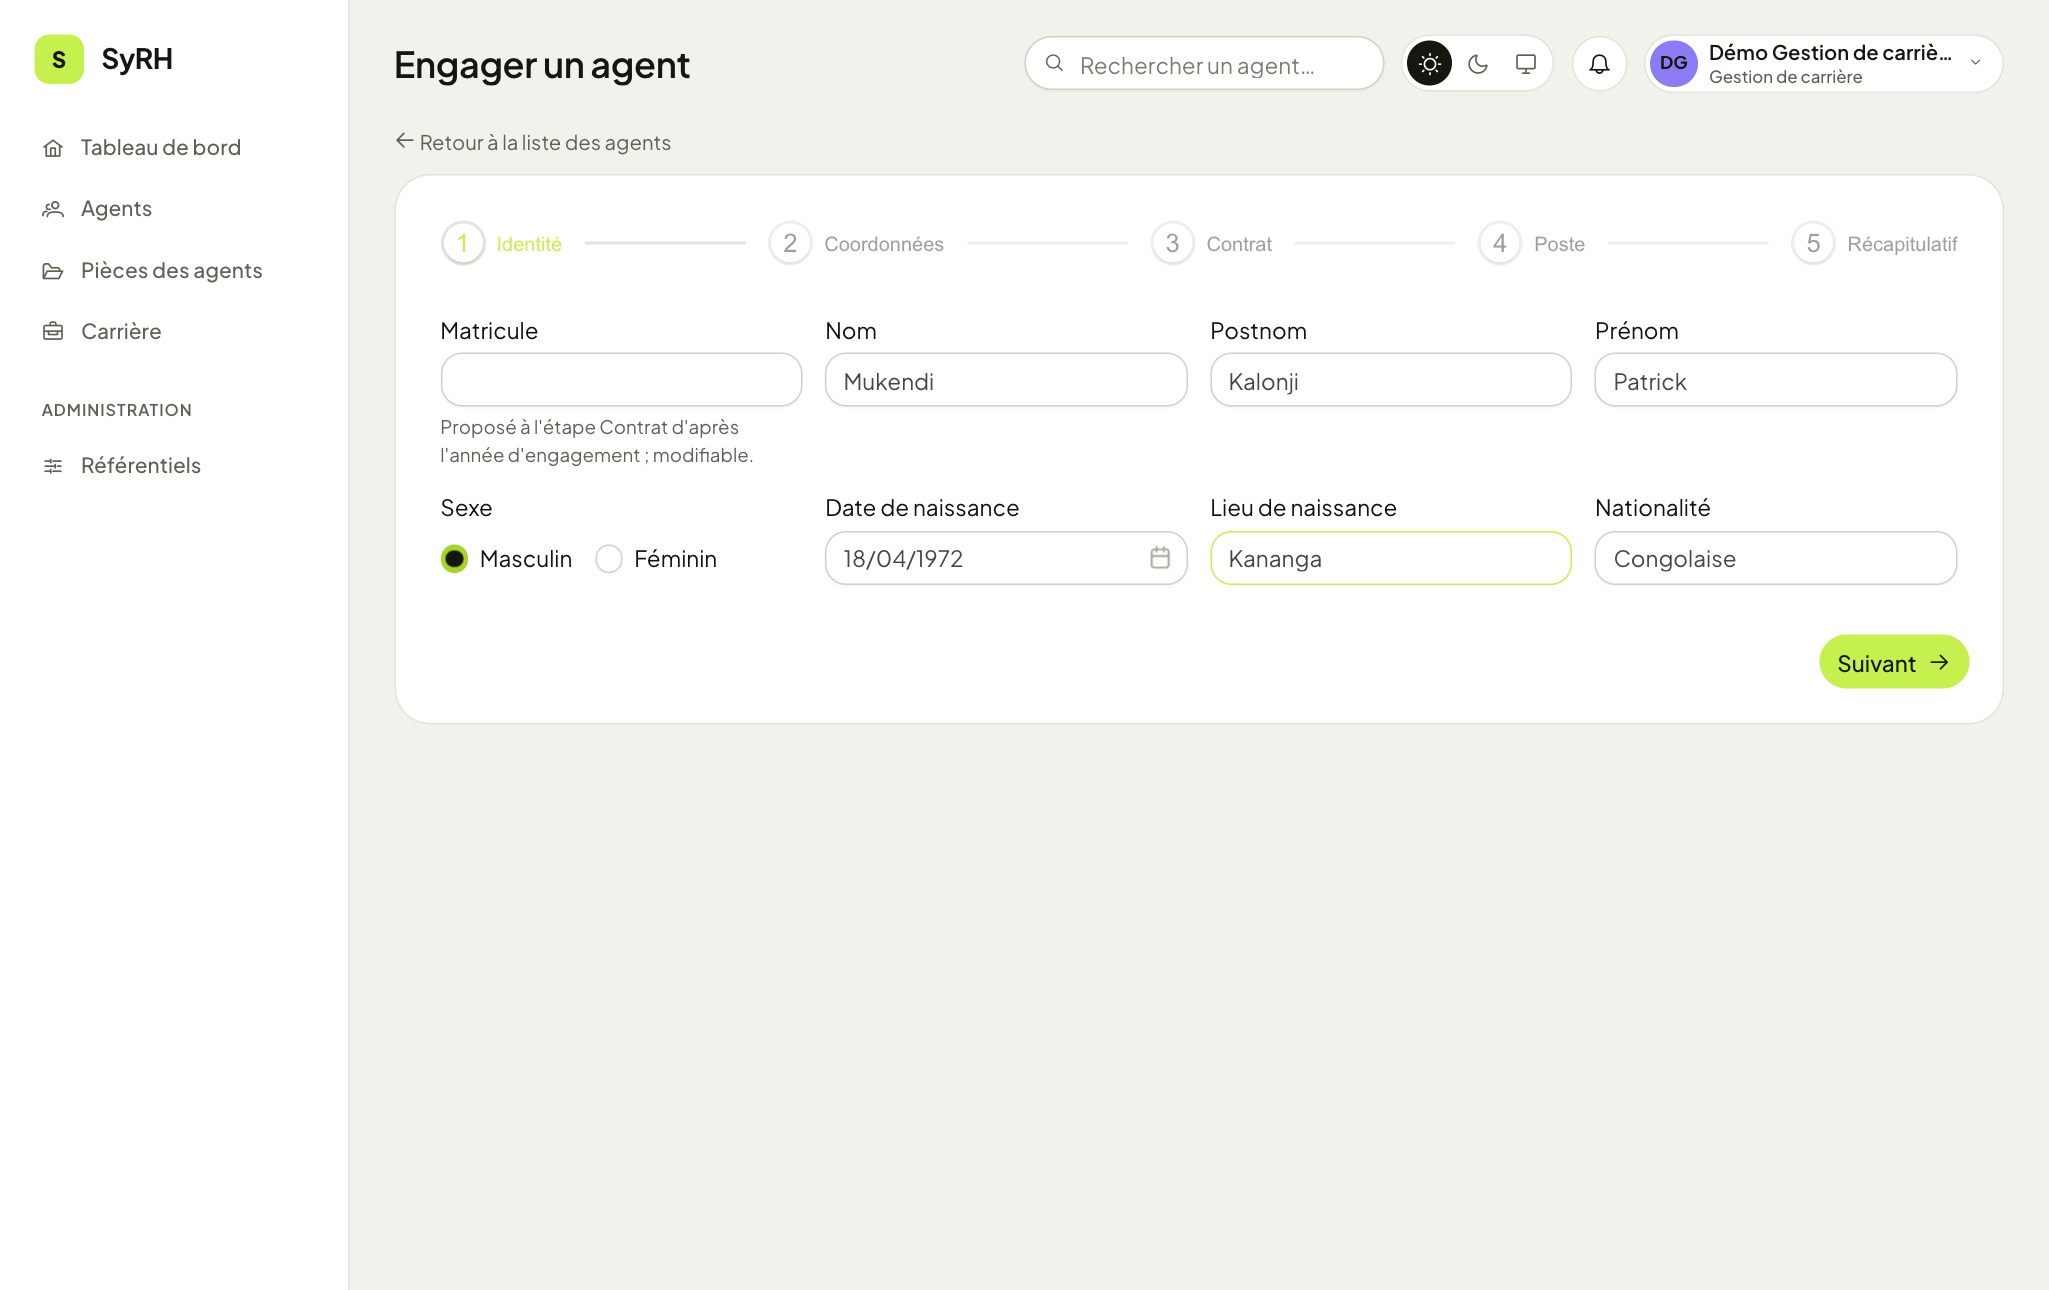 S SyRH
Tableau de bord
Agents
Pièces des agents
Carrière
ADMINISTRATION
Référentiels
Engager un agent
Rechercher un agent...
DG
Démo Gestion de carriè...
Gestion de carrière
← Retour à la liste des agents
1 Identité
2 Coordonnées
3 Contrat
4 Poste
5 Récapitulatif
Matricule
Nom
Postnom
Prénom
Mukendi
Kalonji
Patrick
Proposé à l'étape Contrat d'après
l'année d'engagement ; modifiable.
Sexe
Date de naissance
Lieu de naissance
Nationalité
Masculin
Féminin
18/04/1972
Kananga
Congolaise
Suivant →